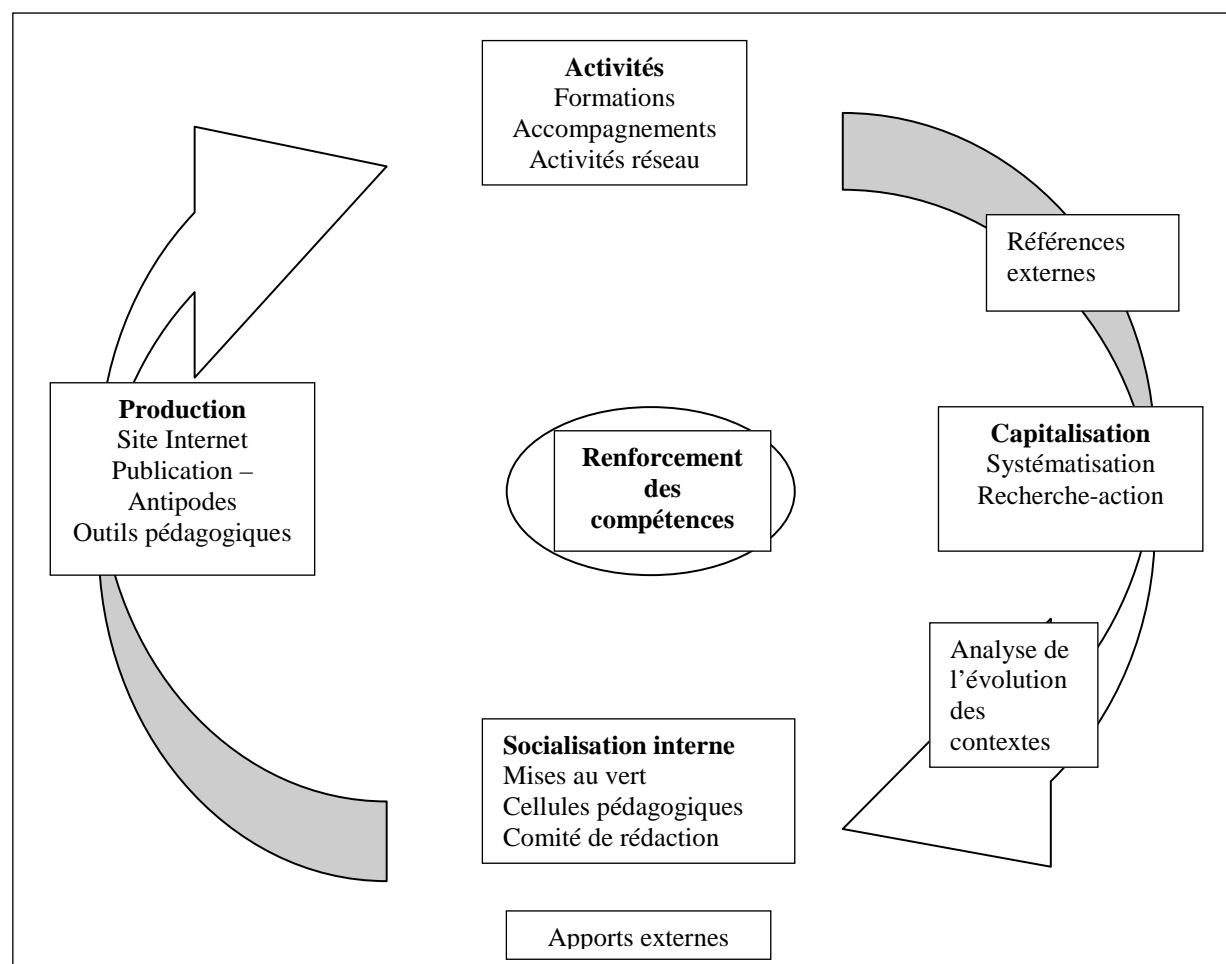 Activités
Formations
Accompagnements
Activités réseau
Références
externes
Production
Site Internet
Publication –
Antipodes
Outils pédagogiques
Renforcement
des
compétences
Capitalisation
Systématisation
Recherche-action
Analyse de
l’évolution
des
contextes
Socialisation interne
Mises au vert
Cellules pédagogiques
Comité de rédaction
Apports externes